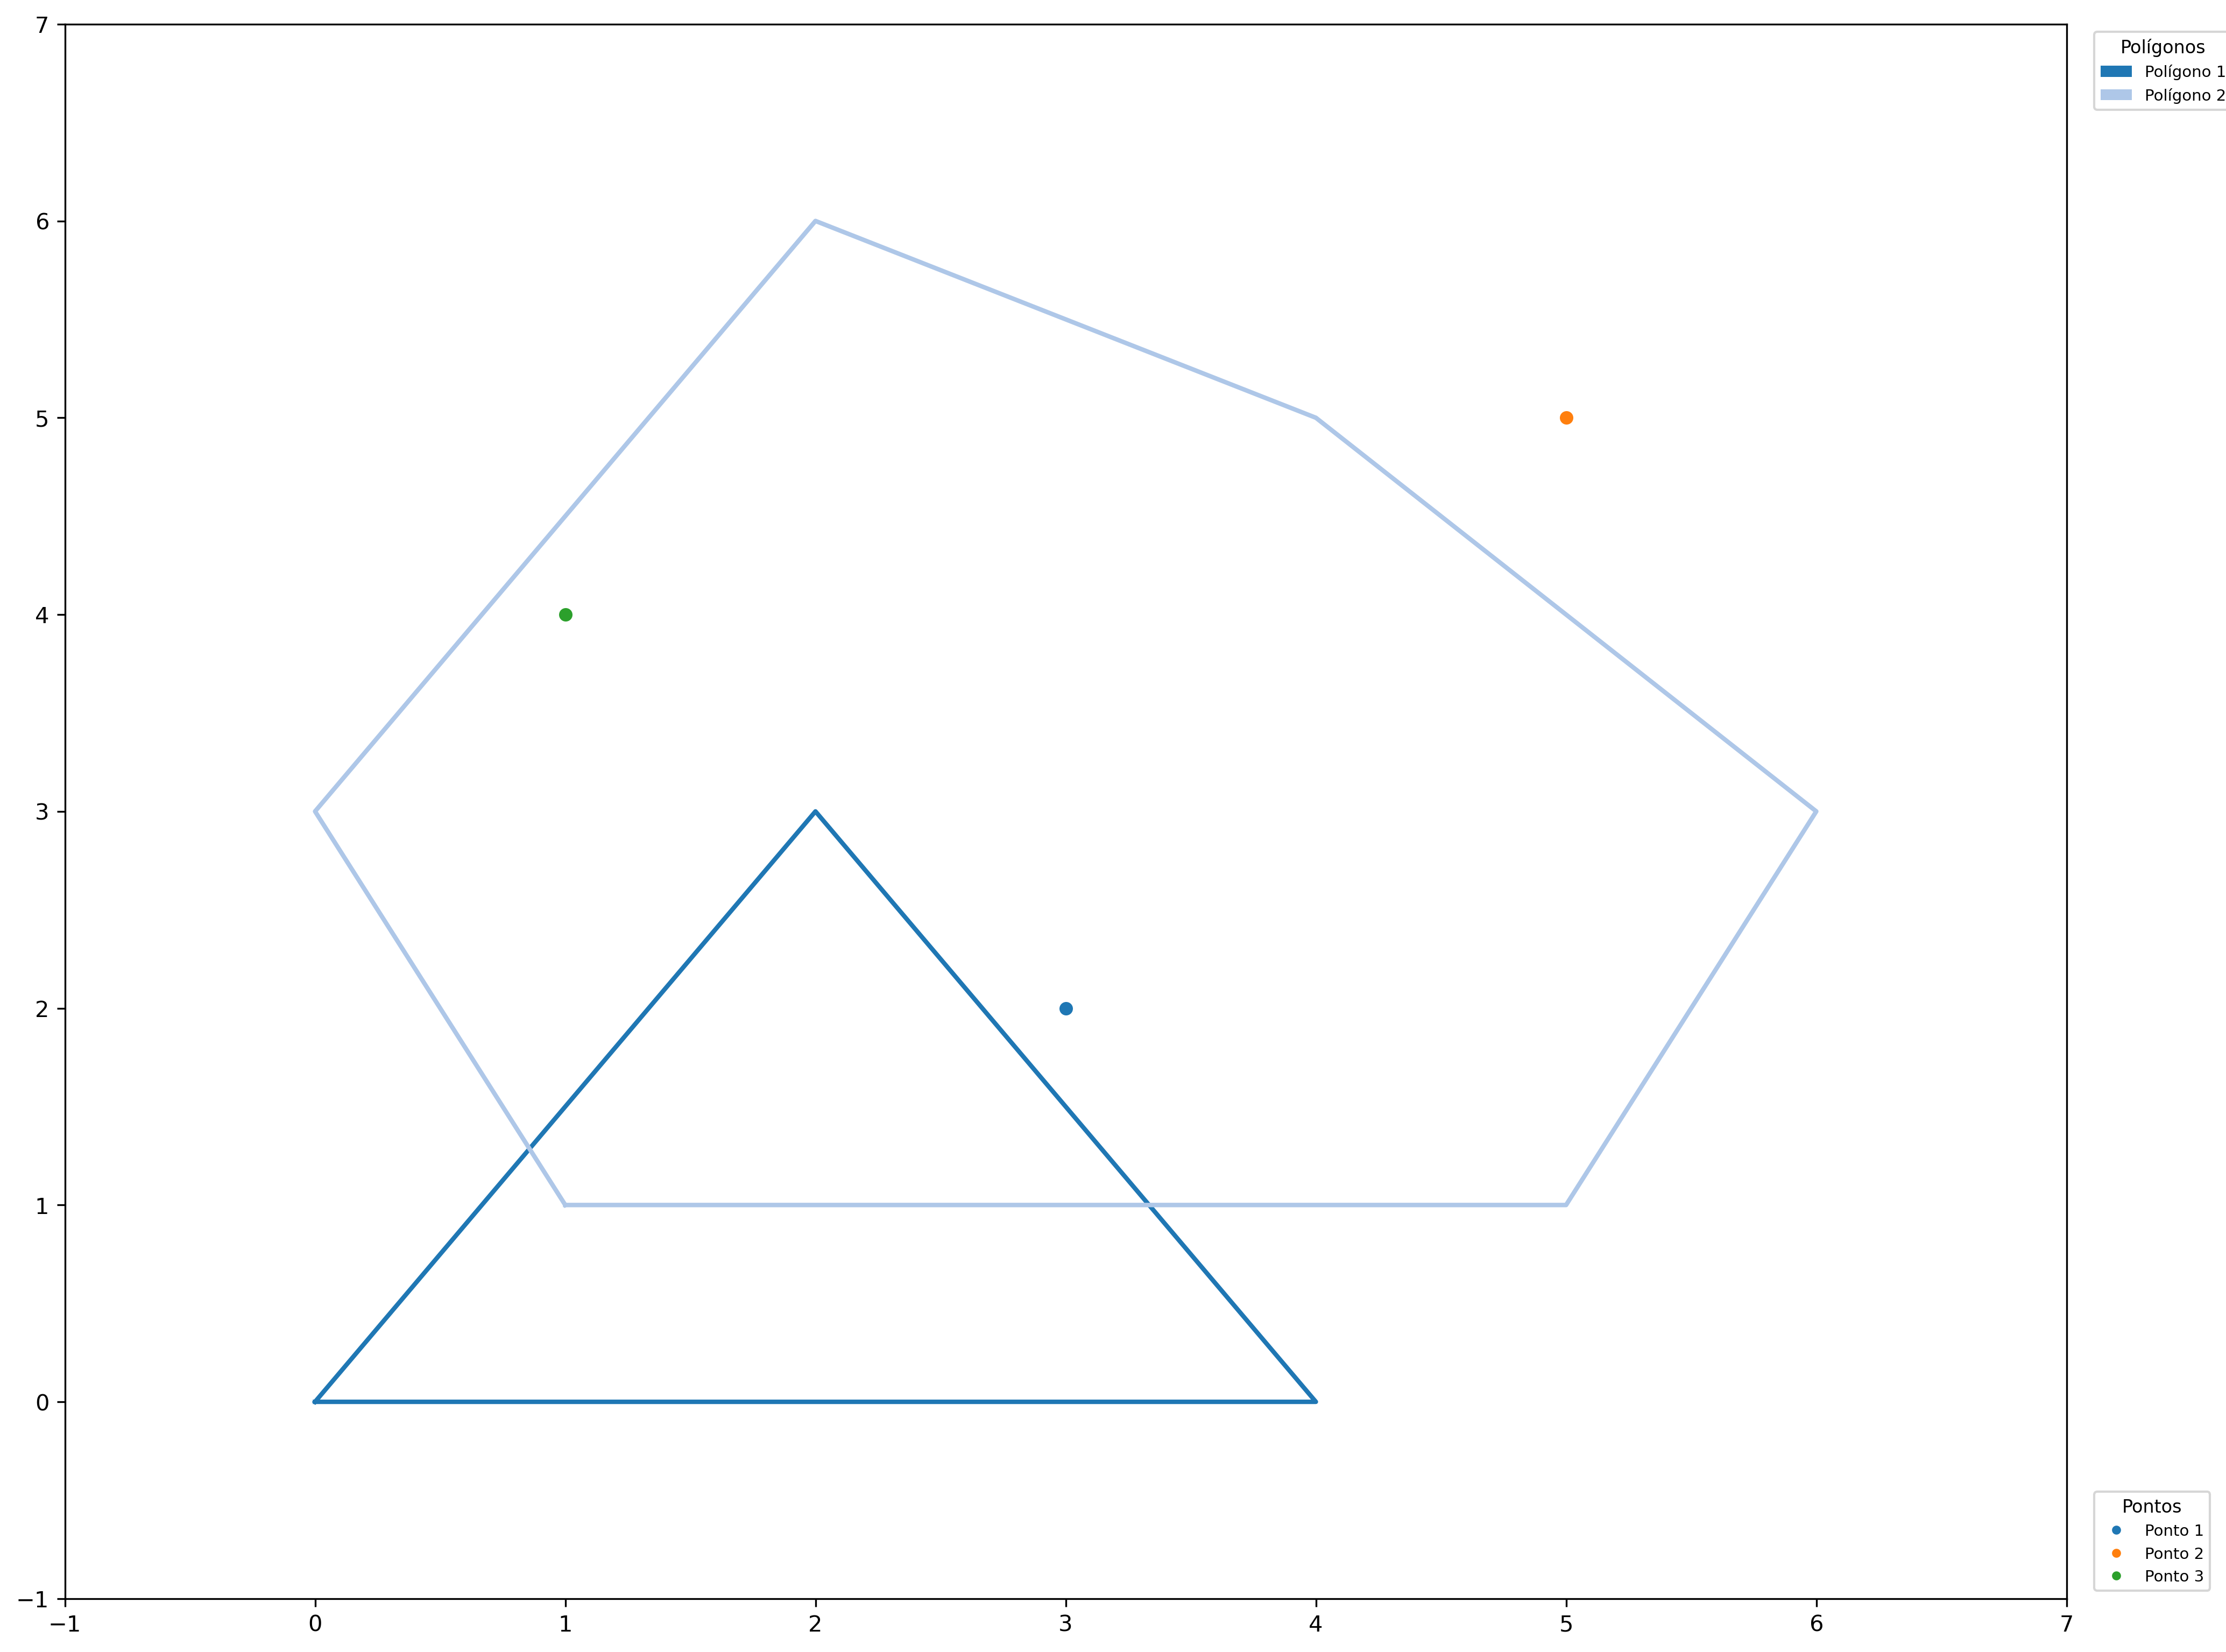 7
6
5
4
3
2
1
0
−1
−1 0 1 2 3 4 5 6 7
Polígonos
Polígono 1
Polígono 2
Pontos
Ponto 1
Ponto 2
Ponto 3